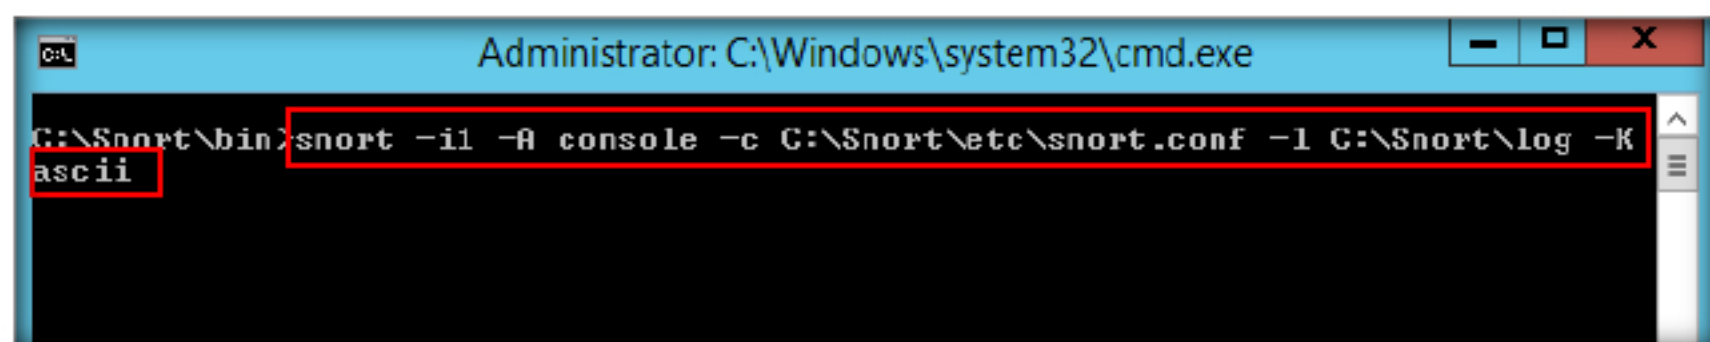 Administrator: C:\Windows\system32\cmd.exe
C:\Snort\bin>snort -i1 -A console -c C:\Snort\etc\snort.conf -l C:\Snort\log -K
ascii